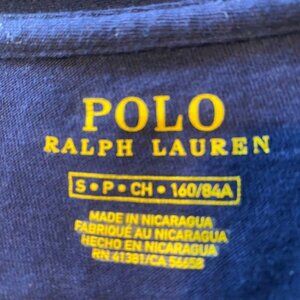 POLO
RALPH LAUREN
S • P • CH • 160/84A
MADE IN NICARAGUA
FABRIQUÉ AU NICARAGUA
HECHO EN NICARAGUA
RN 41381/CA 56658